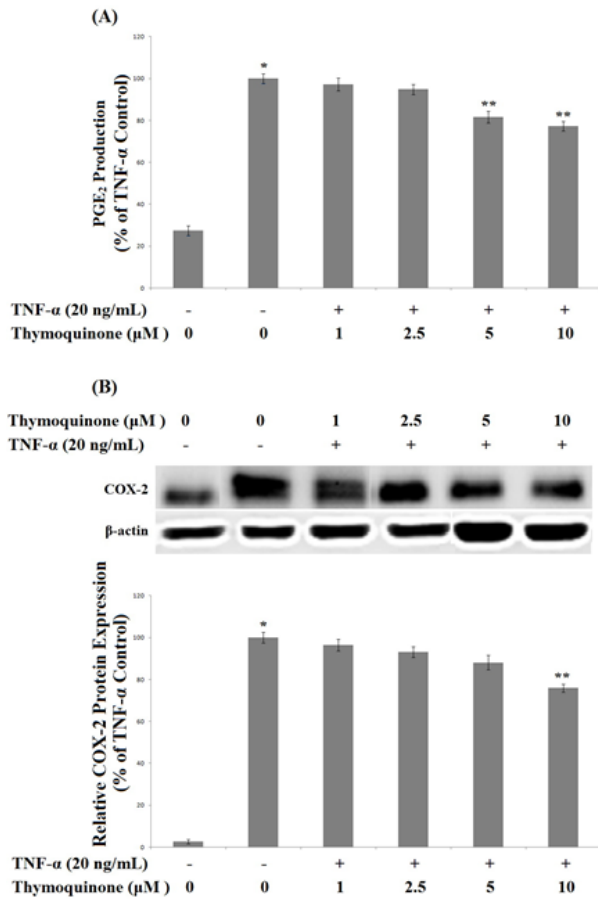 (A)
PGE₂ Production
(% of TNF-α Control)
120
100
80
60
40
20
0
*
**
**
TNF-α (20 ng/mL) - - + + + +
Thymoquinone (µM ) 0 0 1 2.5 5 10
(B)
Thymoquinone (µM ) 0 0 1 2.5 5 10
TNF-α (20 ng/mL) - - + + + +
COX-2
β-actin
Relative COX-2 Protein Expression
(% of TNF-α Control)
120
100
80
60
40
20
0
*
**
TNF-α (20 ng/mL) - - + + + +
Thymoquinone (µM ) 0 0 1 2.5 5 10